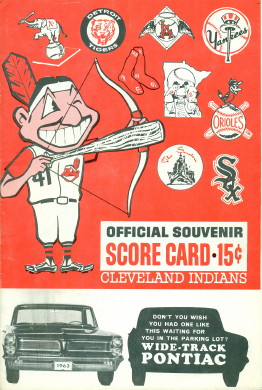 DETROIT
TIGERS
A
Yankees
ORIOLES
Sox
41
OFFICIAL SOUVENIR
SCORE CARD • 15¢
CLEVELAND INDIANS
DON'T YOU WISH
YOU HAD ONE LIKE
THIS WAITING FOR
YOU IN THE PARKING LOT?
WIDE-TRACK
PONTIAC
1963